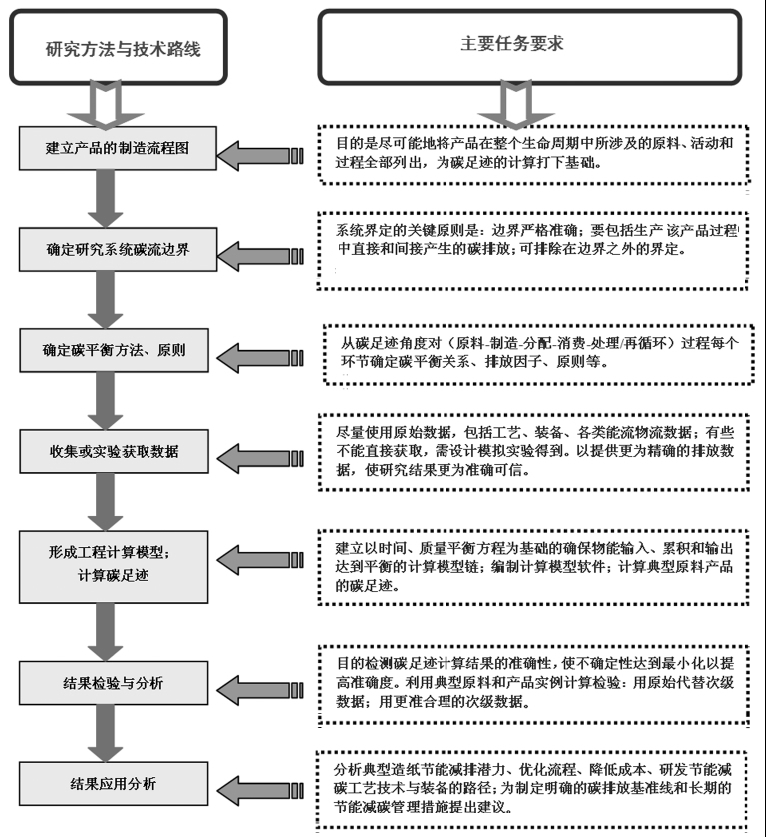 研究方法与技术路线
主要任务要求
建立产品的制造流程图
目的是尽可能地将产品在整个生命周期中所涉及的原料、活动和
过程全部列出，为碳足迹的计算打下基础。
确定研究系统碳流边界
系统界定的关键原则是：边界严格准确；要包括生产该产品过程
中直接和间接产生的碳排放；可排除在边界之外的界定。
确定碳平衡方法、原则
从碳足迹角度对（原料-制造-分配-消费-处理/再循环）过程每个
环节确定碳平衡关系、排放因子、原则等。
收集或实验获取数据
尽量使用原始数据，包括工艺、装备、各类能流物流数据；有些
不能直接获取，需设计模拟实验得到。以提供更为精确的排放数
据，使研究结果更为准确可信。
形成工程计算模型；
计算碳足迹
建立以时间、质量平衡方程为基础的确保物能输入、累积和输出
达到平衡的计算模型链；编制计算模型软件；计算典型原料产品
的碳足迹。
结果检验与分析
目的检测碳足迹计算结果的准确性，使不确定性达到最小化以提
高准确度。利用典型原料和产品实例计算检验：用原始代替次级
数据；用更准合理的次级数据。
结果应用分析
分析典型造纸节能减排潜力、优化流程、降低成本、研发节能减
碳工艺技术与装备的路径；为制定明确的碳排放基准线和长期的
节能减碳管理措施提出建议。